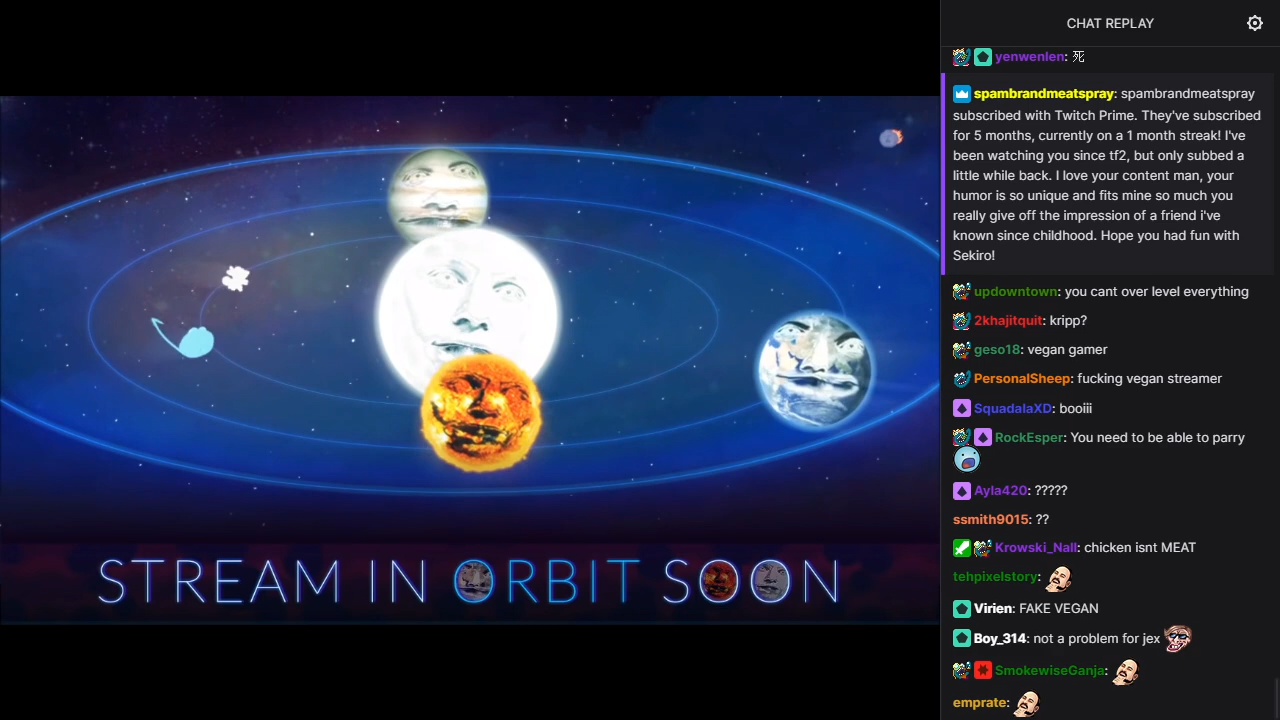 CHAT REPLAY
yenwenlen: 死
spambrandmeatspray: spambrandmeatspray
subscribed with Twitch Prime. They've subscribed
for 5 months, currently on a 1 month streak! I've
been watching you since tf2, but only subbed a
little while back. I love your content man, your
humor is so unique and fits mine so much you
really give off the impression of a friend i've
known since childhood. Hope you had fun with
Sekiro!
updowntown: you cant over level everything
2khajitquit: kripp?
geso18: vegan gamer
PersonalSheep: fucking vegan streamer
SquadalaXD: booiii
RockEsper: You need to be able to parry
Ayla420: ?????
ssmith9015: ??
Krowski_Nall: chicken isnt MEAT
tehpixelstory:
Virien: FAKE VEGAN
Boy_314: not a problem for jex
SmokewiseGanja:
emprate:
STREAM IN ORBIT SOON